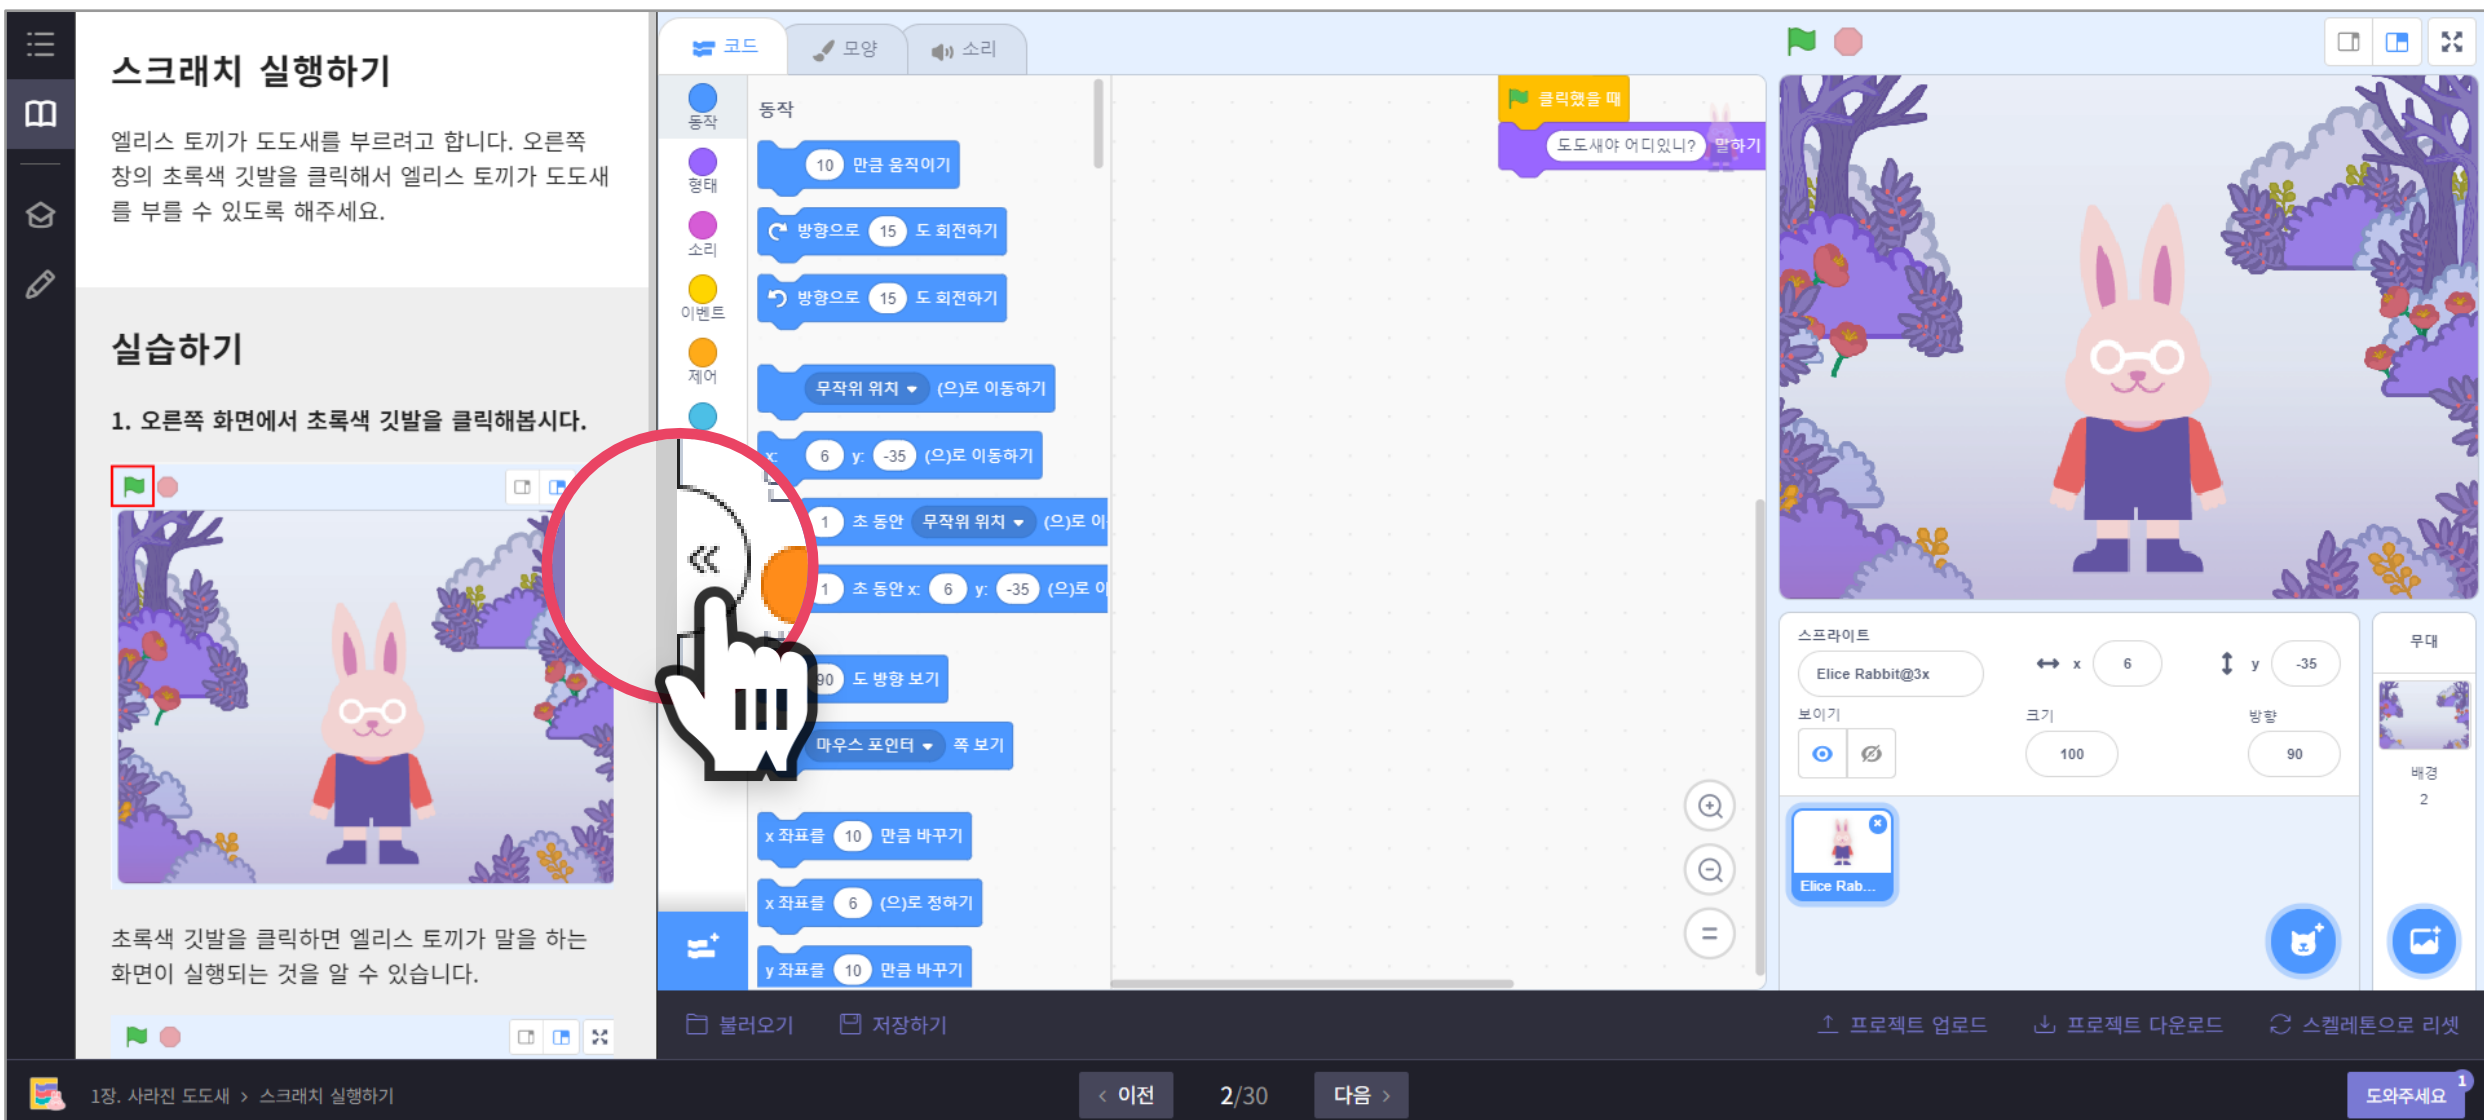 스크래치 실행하기
엘리스 토끼가 도도새를 부르려고 합니다. 오른쪽
창의 초록색 깃발을 클릭해서 엘리스 토끼가 도도새
를 부를 수 있도록 해주세요.
실습하기
1. 오른쪽 화면에서 초록색 깃발을 클릭해봅시다.
초록색 깃발을 클릭하면 엘리스 토끼가 말을 하는
화면이 실행되는 것을 알 수 있습니다.
코드
모양
소리
동작
형태
소리
이벤트
제어
동작
10 만큼 움직이기
방향으로 15 도 회전하기
방향으로 15 도 회전하기
무작위 위치 (으)로 이동하기
x: 6 y: -35 (으)로 이동하기
1 초 동안 무작위 위치 (으)로 이
1 초 동안 x: 6 y: -35 (으)로 이
90 도 방향 보기
마우스 포인터 쪽 보기
x 좌표를 10 만큼 바꾸기
x 좌표를 6 (으)로 정하기
y 좌표를 10 만큼 바꾸기
클릭했을 때
도도새야 어디있니? 말하기
스프라이트
Elice Rabbit@3x
x 6
y -35
보이기
크기
100
방향
90
Elice Rab...
무대
배경
2
불러오기
저장하기
프로젝트 업로드
프로젝트 다운로드
스켈레톤으로 리셋
1장. 사라진 도도새 > 스크래치 실행하기
< 이전
2/30
다음 >
도와주세요
1